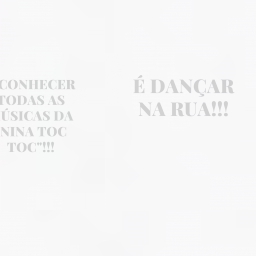 CONHECER
TODAS AS
ÚSICAS DA
NINA TOC
TOC"!!!
É DANÇAR
NA RUA!!!